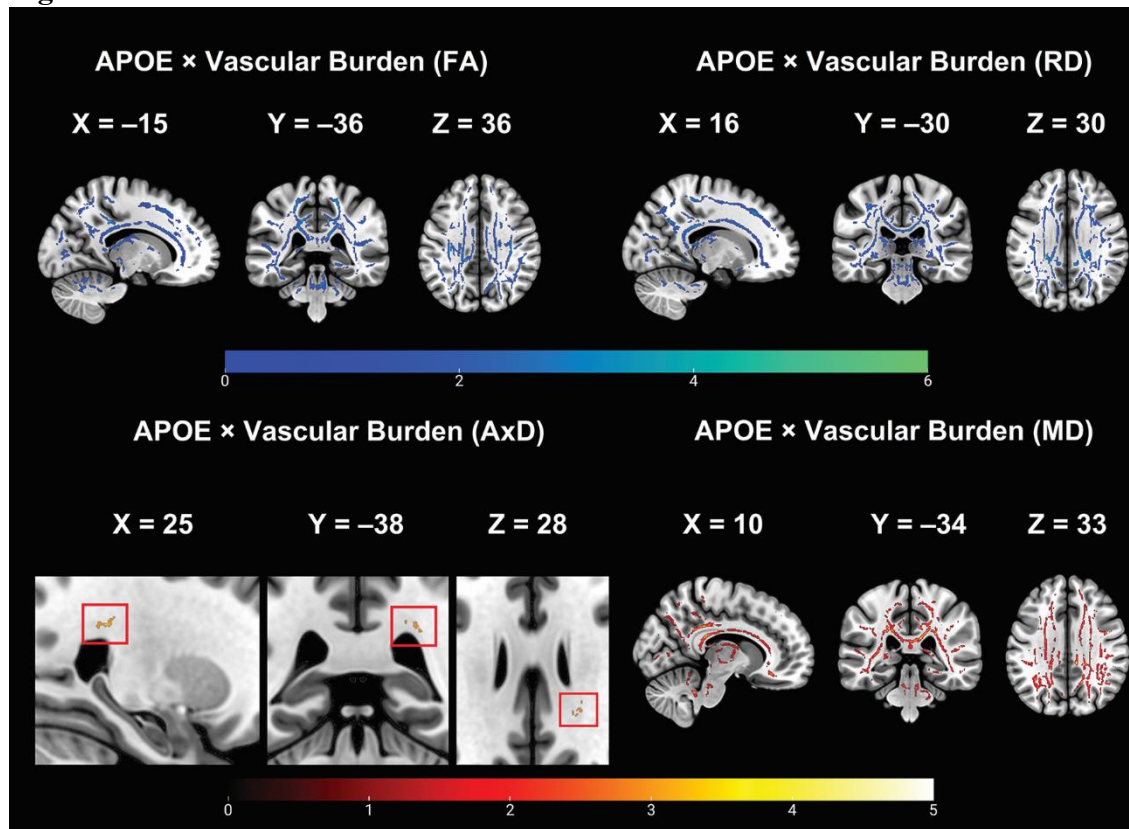 APOE × Vascular Burden (FA)
X = –15 Y = –36 Z = 36
APOE × Vascular Burden (RD)
X = 16 Y = –30 Z = 30
0 2 4 6
APOE × Vascular Burden (AxD)
X = 25 Y = –38 Z = 28
APOE × Vascular Burden (MD)
X = 10 Y = –34 Z = 33
0 1 2 3 4 5